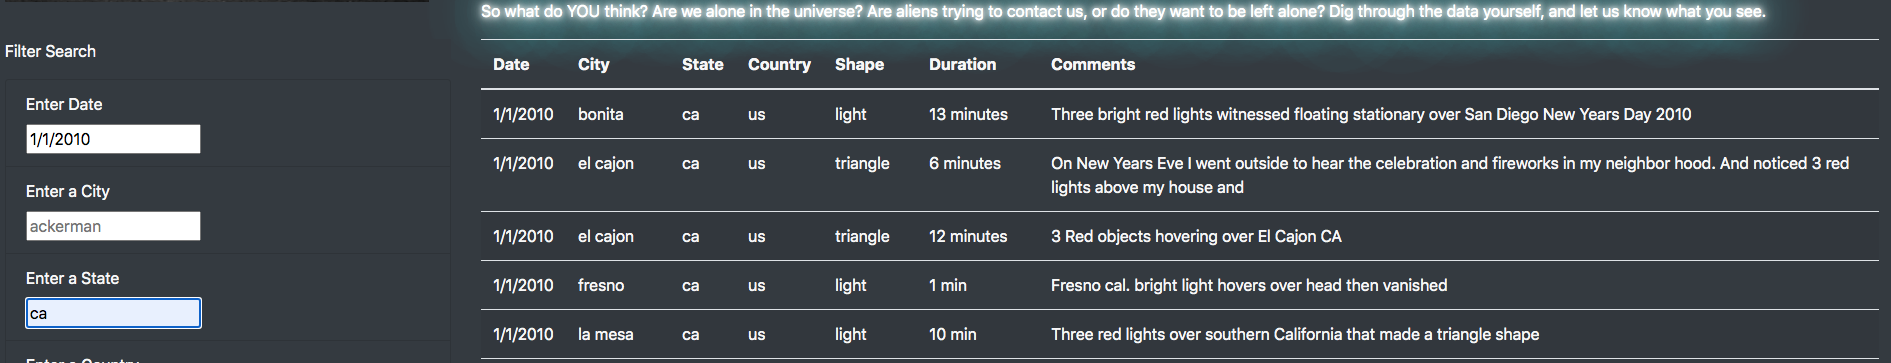 So what do YOU think? Are we alone in the universe? Are aliens trying to contact us, or do they want to be left alone? Dig through the data yourself, and let us know what you see.
Filter Search
Enter Date
1/1/2010
Enter a City
ackerman
Enter a State
ca
Enter a Country
Date City State Country Shape Duration Comments
1/1/2010 bonita ca us light 13 minutes Three bright red lights witnessed floating stationary over San Diego New Years Day 2010
1/1/2010 el cajon ca us triangle 6 minutes On New Years Eve I went outside to hear the celebration and fireworks in my neighbor hood. And noticed 3 red
lights above my house and
1/1/2010 el cajon ca us triangle 12 minutes 3 Red objects hovering over El Cajon CA
1/1/2010 fresno ca us light 1 min Fresno cal. bright light hovers over head then vanished
1/1/2010 la mesa ca us light 10 min Three red lights over southern California that made a triangle shape